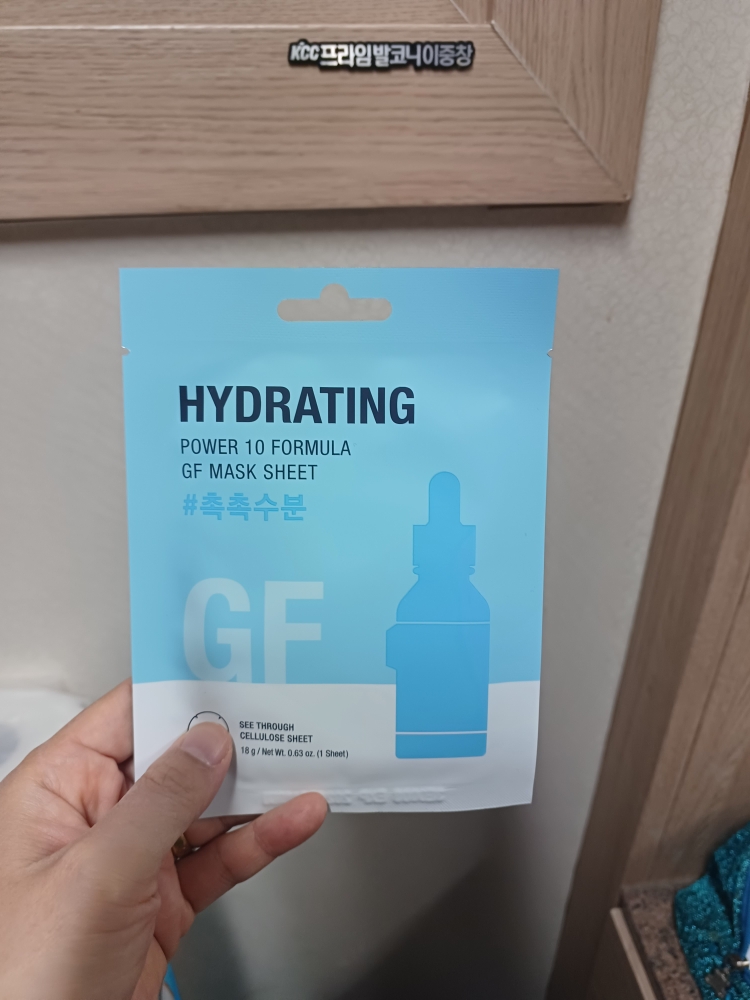 KCC프라임발코니이중창
HYDRATING
POWER 10 FORMULA
GF MASK SHEET
#촉촉수분
GF
SEE THROUGH
CELLULOSE SHEET
18 g / Net Wt. 0.63 oz. (1 Sheet)